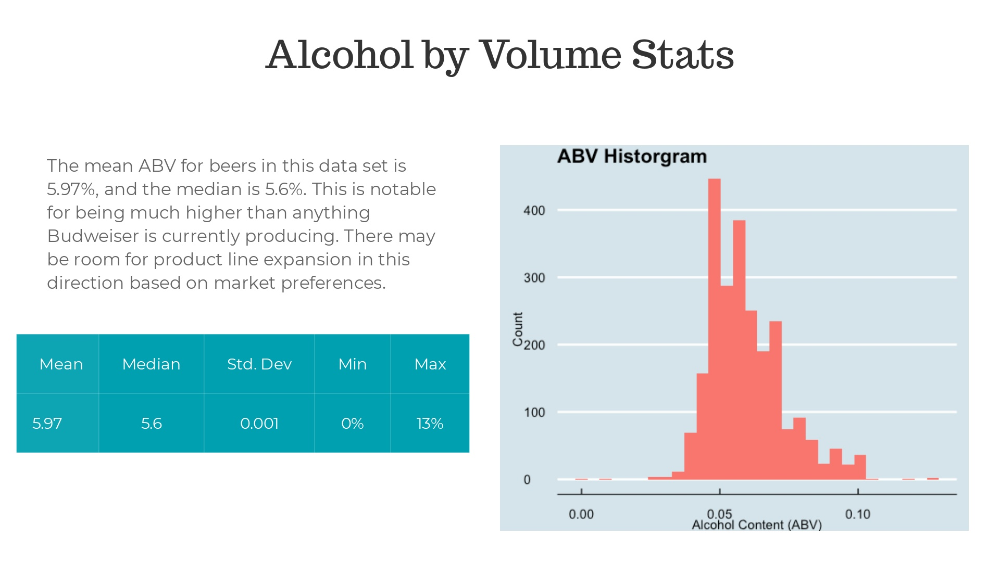 Alcohol by Volume Stats
The mean ABV for beers in this data set is
5.97%, and the median is 5.6%. This is notable
for being much higher than anything
Budweiser is currently producing. There may
be room for product line expansion in this
direction based on market preferences.
Mean Median Std. Dev Min Max
5.97 5.6 0.001 0% 13%
ABV Historgram
Count
400
300
200
100
0
0.00 0.05 0.10
Alcohol Content (ABV)